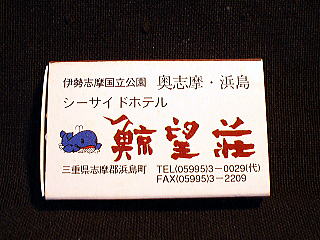 伊勢志摩国立公園 奥志摩・浜島
シーサイドホテル
鯨望荘
三重県志摩郡浜島町 TEL(05995)3-0029(代)
FAX(05995)3-2209